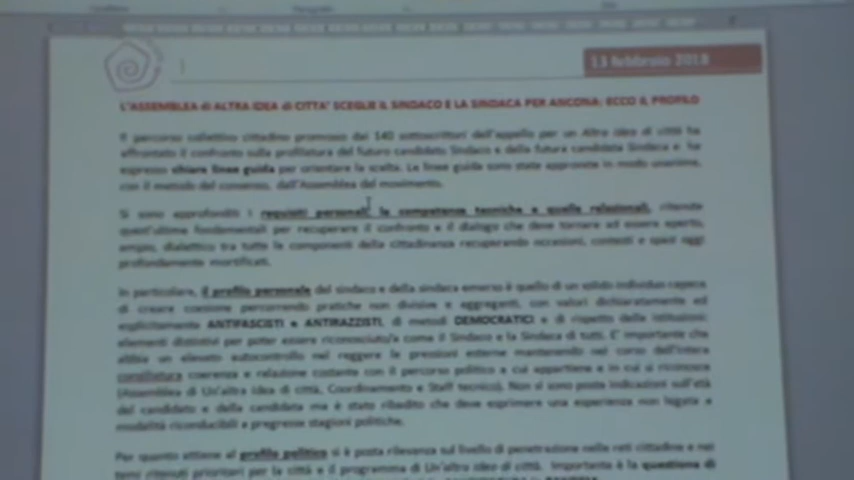 13 febbraio 2018
L'ASSEMBLEA di ALTRA IDEA di CITTA' SCEGLIE IL SINDACO E LA SINDACA PER ANCONA: ECCO IL PROFILO
Il percorso collettivo cittadino promosso dai 140 sottoscrittori dell'appello per un Altra idea di città ha
affrontato il confronto sulla profilatura del futuro candidato Sindaco e della futura candidata Sindaca e ha
espresso chiare linee guida per orientare la scelta. Le linee guida sono state approvate in modo unanime,
con il metodo del consenso, dall'Assemblea del movimento.
Si sono approfonditi i requisiti personali, le competenze tecniche e quelle relazionali, ritenute
quest'ultime fondamentali per recuperare il confronto e il dialogo che deve tornare ad essere aperto,
ampio, dialettico tra tutte le componenti della cittadinanza recuperando occasioni, contesti e spazi oggi
profondamente mortificati.
In particolare, il profilo personale del sindaco e della sindaca emerso è quello di un solido individuo capace
di creare coesione percorrendo pratiche non divisive e aggreganti, con valori dichiaratamente ed
esplicitamente ANTIFASCISTI e ANTIRAZZISTI, di metodi DEMOCRATICI e di rispetto delle istituzioni:
elementi distintivi per poter essere riconosciuto/a come il Sindaco e la Sindaca di tutti. E' importante che
abbia un elevato autocontrollo nel reggere le pressioni esterne mantenendo nel corso dell'intera
consiliatura coerenza e relazione costante con il percorso politico a cui appartiene e in cui si riconosce
(Assemblea di Un'altra idea di città, Coordinamento e Staff tecnico). Non si sono poste indicazioni sull'età
del candidato e della candidata ma è stato ribadito che deve esprimere una esperienza non legata a
modalità riconducibili a pregresse stagioni politiche.
Per quanto attiene al profilo politico si è posta rilevanza sul livello di penetrazione nelle reti cittadine e nei
temi ritenuti prioritari per la città e il programma di Un'altra idea di città. Importante è la questione di